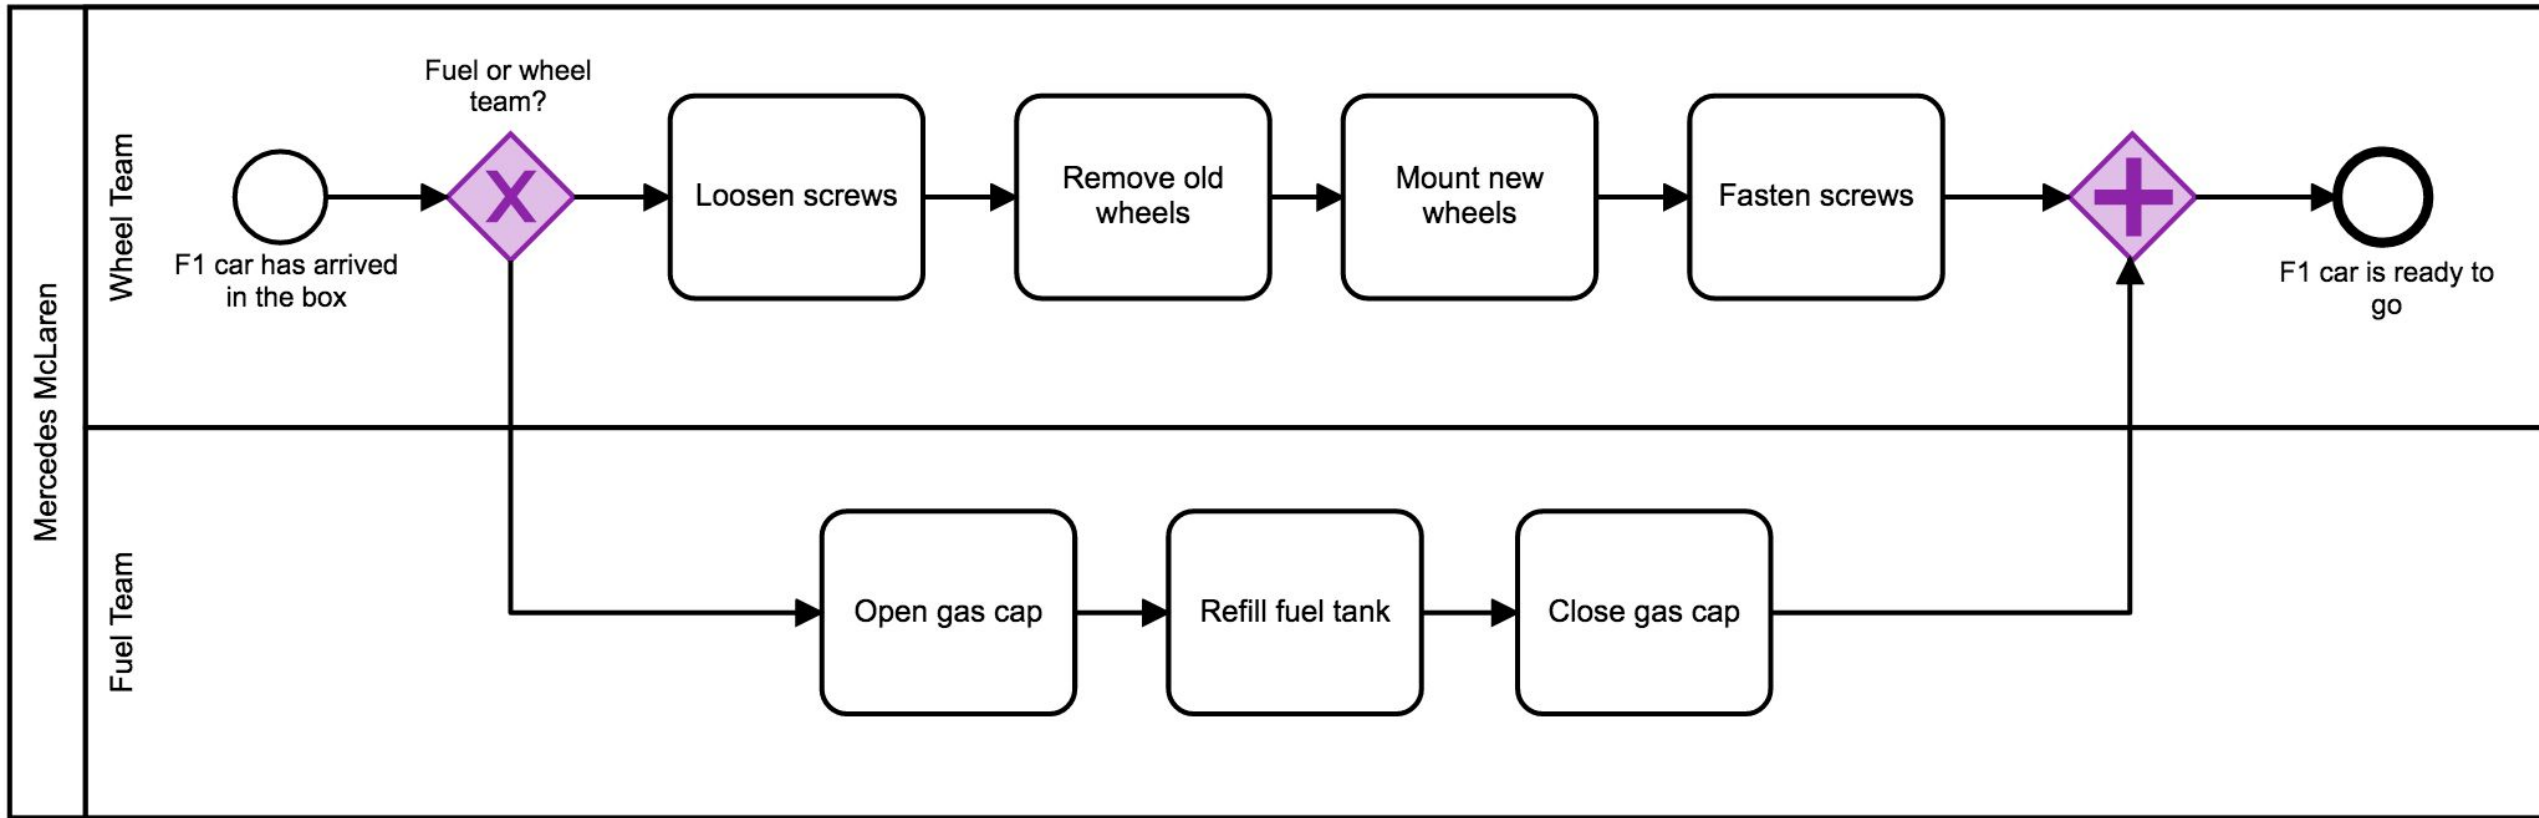 Mercedes McLaren
Wheel Team
Fuel or wheel
team?
F1 car has arrived
in the box
X
Loosen screws
Remove old
wheels
Mount new
wheels
Fasten screws
F1 car is ready to
go
Fuel Team
Open gas cap
Refill fuel tank
Close gas cap